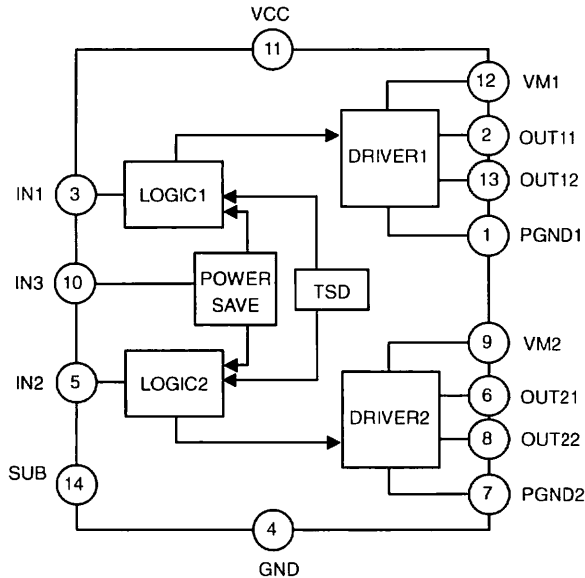 VCC
11
12 VM1
2 OUT11
DRIVER1
13 OUT12
IN1 3
LOGIC1
1 PGND1
IN3 10
POWER
SAVE
TSD
9 VM2
IN2 5
LOGIC2
6 OUT21
DRIVER2
8 OUT22
SUB
14
7 PGND2
4
GND